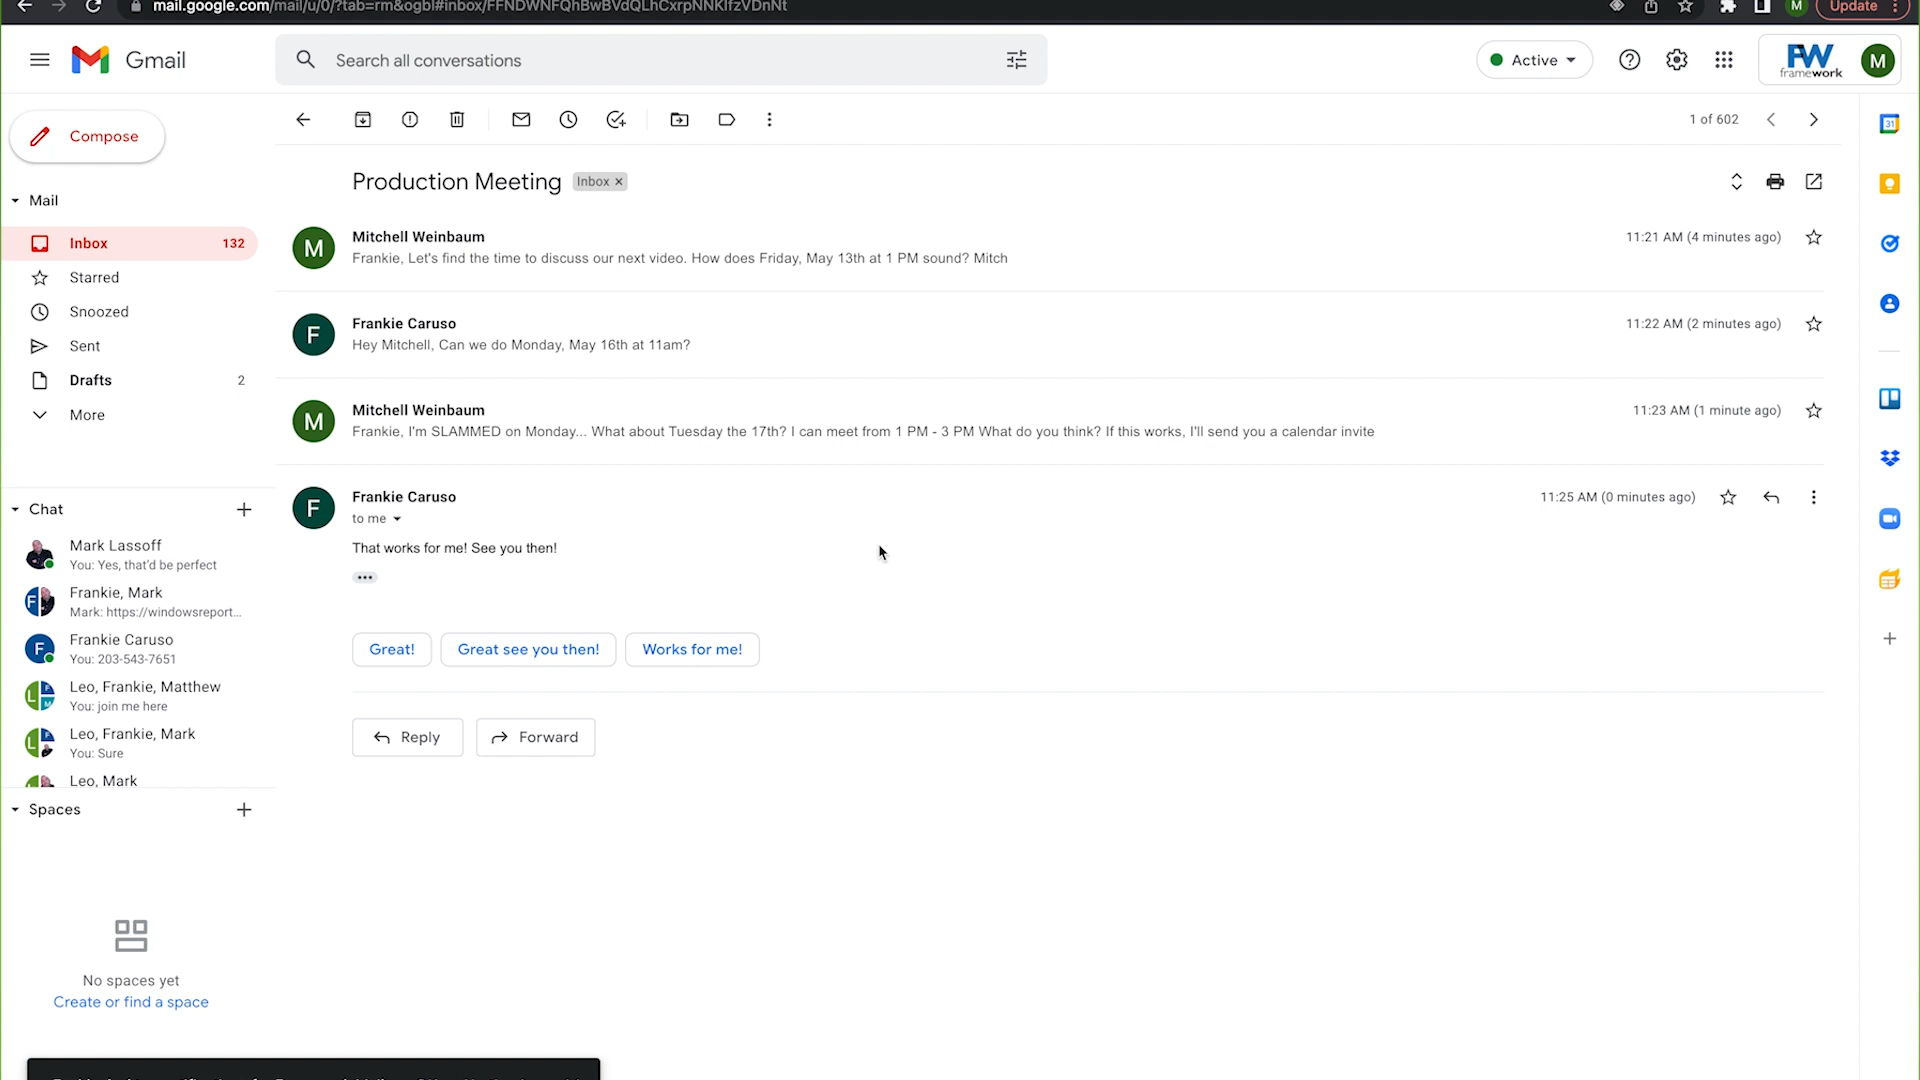 mail.google.com/mail/u/0/?tab=rm&ogbl#inbox/FFNDWNFQhBwBVdQLhCxrpNNKlfzVDnNt
M
Update
Gmail
Search all conversations
Active
FW
framework
M
Compose
1 of 602
31
Mail
Production Meeting
Inbox ×
Inbox 132
Mitchell Weinbaum
11:21 AM (4 minutes ago)
M
Frankie, Let's find the time to discuss our next video. How does Friday, May 13th at 1 PM sound? Mitch
Starred
Snoozed
Frankie Caruso
11:22 AM (2 minutes ago)
F
Hey Mitchell, Can we do Monday, May 16th at 11am?
Sent
Drafts 2
More
Mitchell Weinbaum
11:23 AM (1 minute ago)
M
Frankie, I'm SLAMMED on Monday... What about Tuesday the 17th? I can meet from 1 PM - 3 PM What do you think? If this works, I'll send you a calendar invite
Frankie Caruso
11:25 AM (0 minutes ago)
F
to me
That works for me! See you then!
Great!
Great see you then!
Works for me!
Reply
Forward
Chat
Mark Lassoff
You: Yes, that'd be perfect
Frankie, Mark
F
Mark: https://windowsreport...
Frankie Caruso
F
You: 203-543-7651
Leo, Frankie, Matthew
L
F
M
You: join me here
Leo, Frankie, Mark
L
F
You: Sure
Leo, Mark
Spaces
No spaces yet
Create or find a space